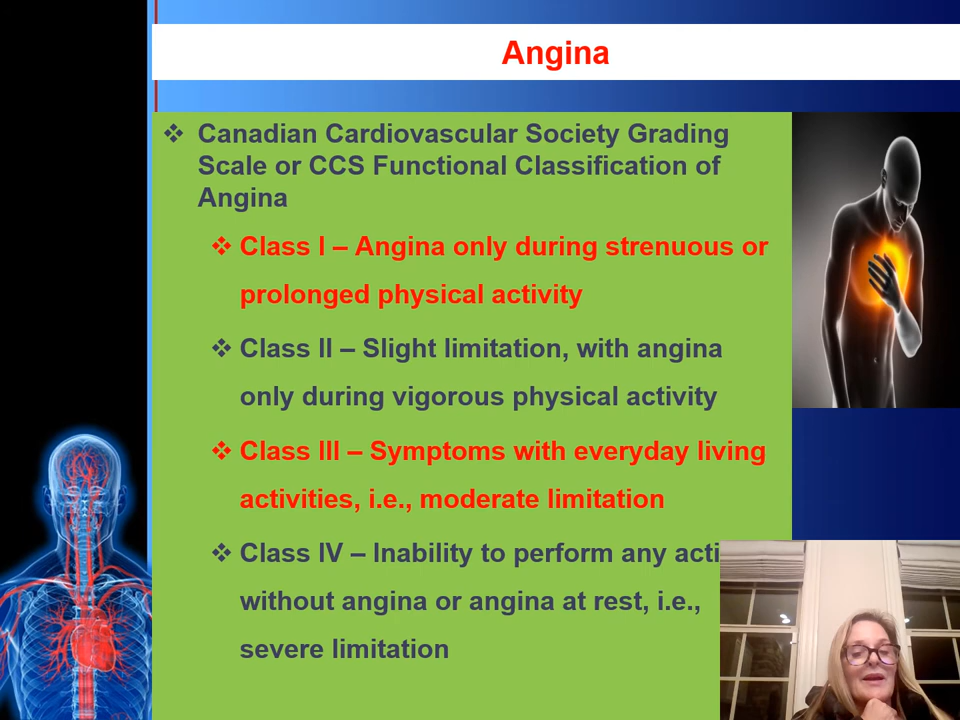 Angina
Canadian Cardiovascular Society Grading
Scale or CCS Functional Classification of
Angina
Class I – Angina only during strenuous or
prolonged physical activity
Class II – Slight limitation, with angina
only during vigorous physical activity
Class III – Symptoms with everyday living
activities, i.e., moderate limitation
Class IV – Inability to perform any
without angina or angina at rest, i.e.,
severe limitation